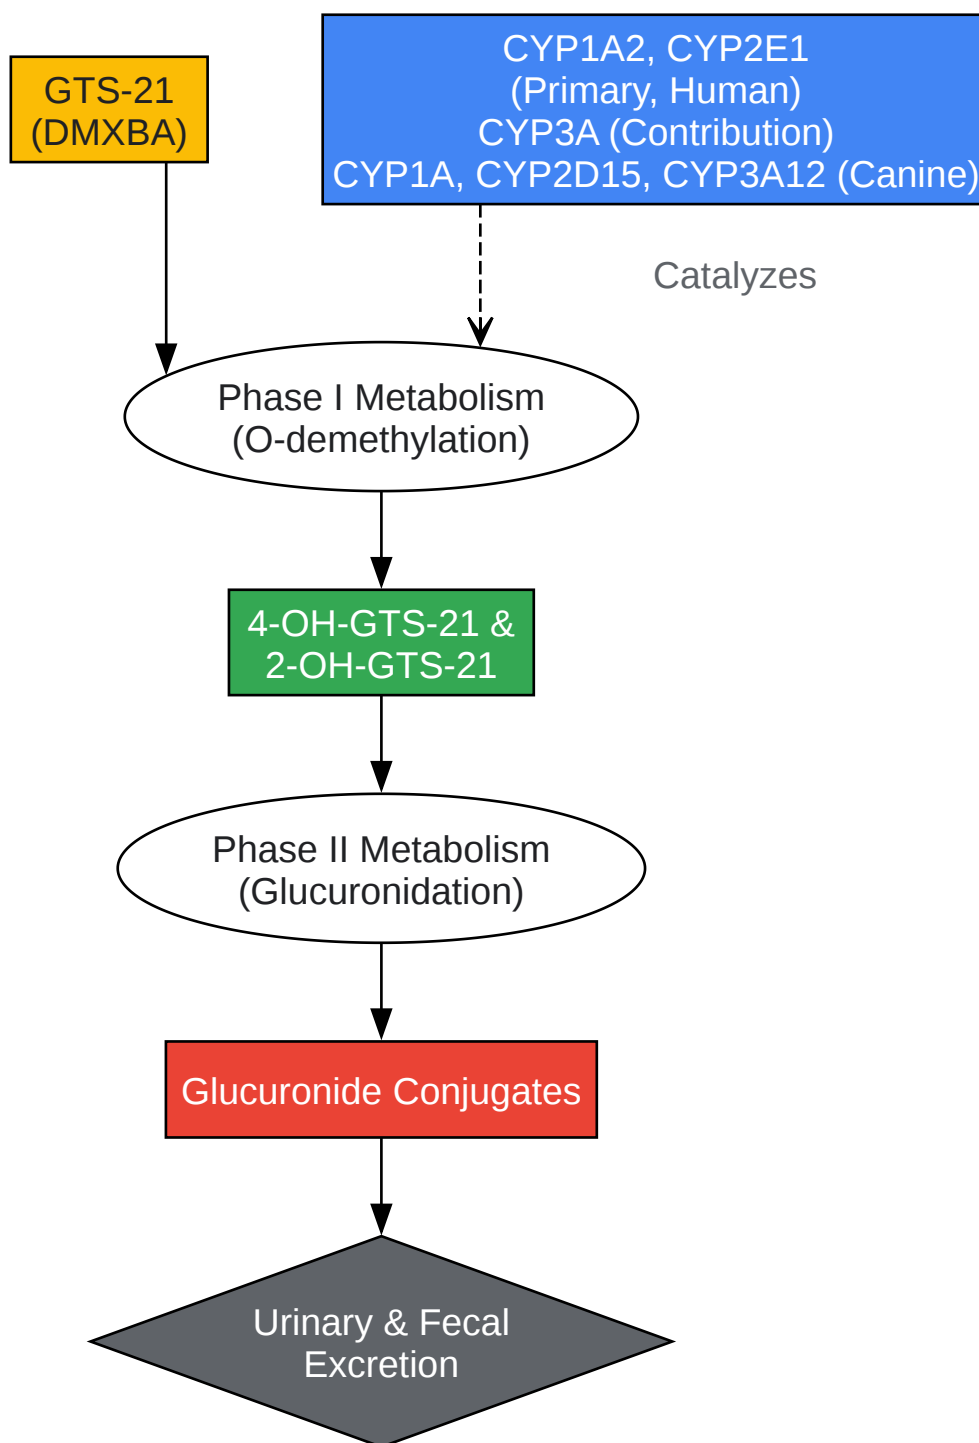 GTS-21
(DMXBA)
CYP1A2, CYP2E1
(Primary, Human)
CYP3A (Contribution)
CYP1A, CYP2D15, CYP3A12 (Canine)
Catalyzes
Phase I Metabolism
(O-demethylation)
4-OH-GTS-21 &
2-OH-GTS-21
Phase II Metabolism
(Glucuronidation)
Glucuronide Conjugates
Urinary & Fecal
Excretion